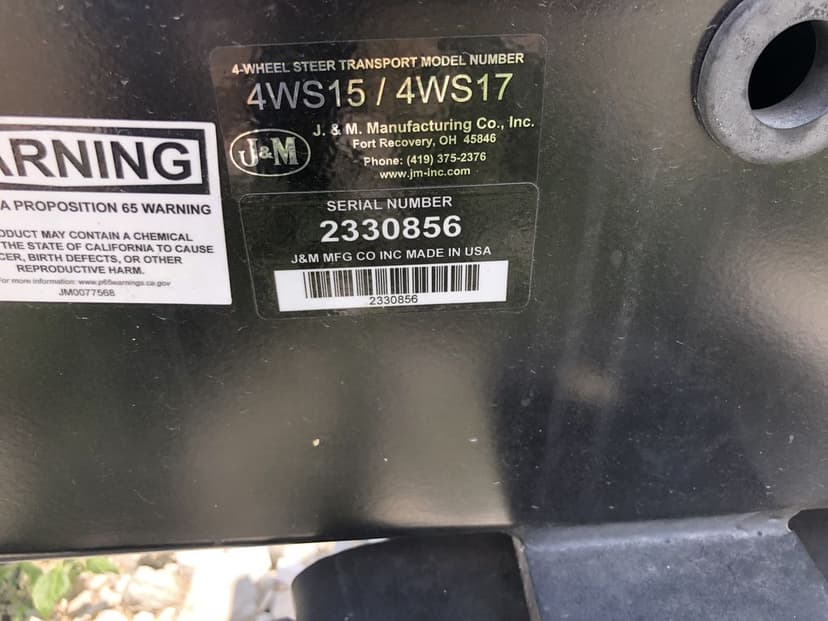 4-WHEEL STEER TRANSPORT MODEL NUMBER
4WS15 / 4WS17
J&M
J. & M. Manufacturing Co., Inc.
Fort Recovery, OH 45846
Phone: (419) 375-2376
www.jm-inc.com
SERIAL NUMBER
2330856
J&M MFG CO INC MADE IN USA
2330856
ARNING
A PROPOSITION 65 WARNING
ODUCT MAY CONTAIN A CHEMICAL
THE STATE OF CALIFORNIA TO CAUSE
CER, BIRTH DEFECTS, OR OTHER
REPRODUCTIVE HARM.
For more information: www.p65warnings.ca.gov
JM0077568